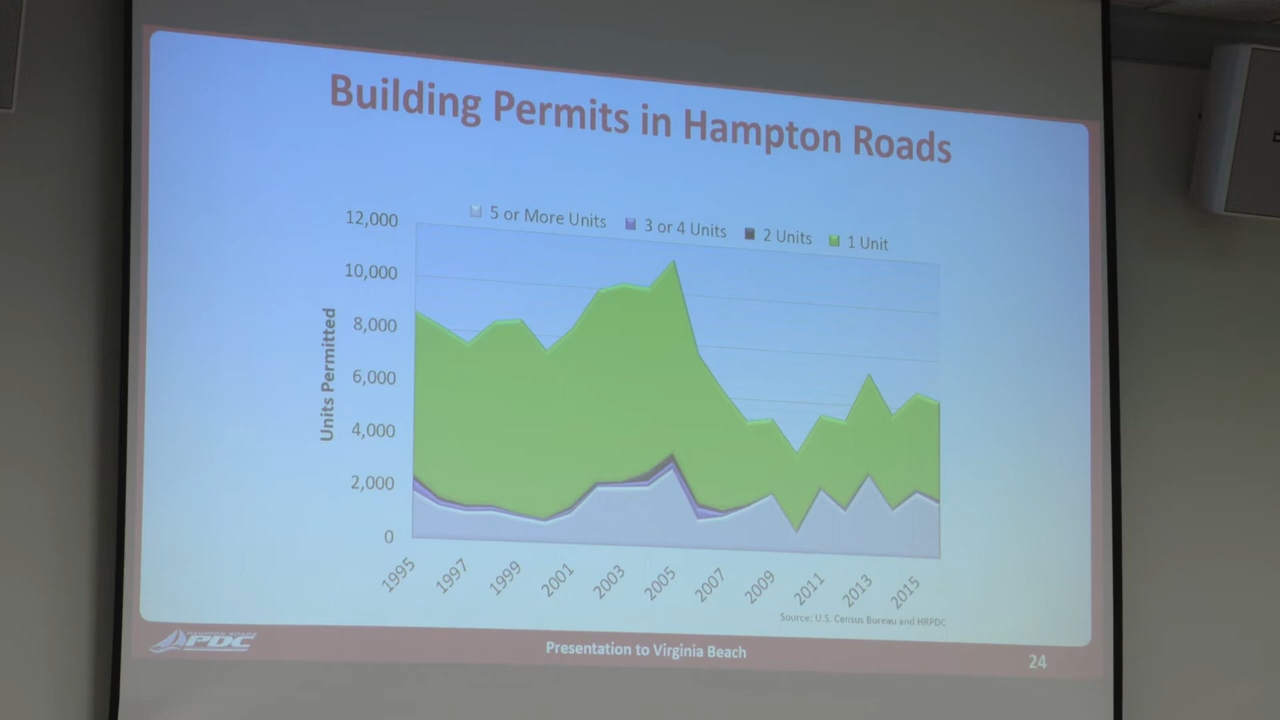 Building Permits in Hampton Roads
5 or More Units 3 or 4 Units 2 Units 1 Unit
12,000
10,000
8,000
6,000
4,000
2,000
0
Units Permitted
1995 1997 1999 2001 2003 2005 2007 2009 2011 2013 2015
Source: U.S. Census Bureau and HRPDC
HAMPTON ROADS
PDC
Presentation to Virginia Beach
24